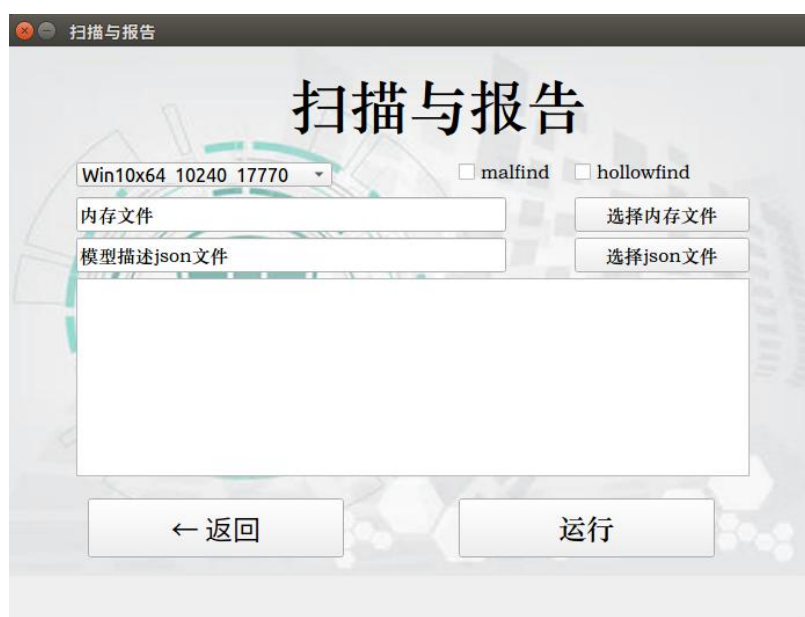 扫描与报告
扫描与报告
Win10x64_10240_17770
malfind
hollowfind
内存文件
选择内存文件
模型描述json文件
选择json文件
←返回
运行